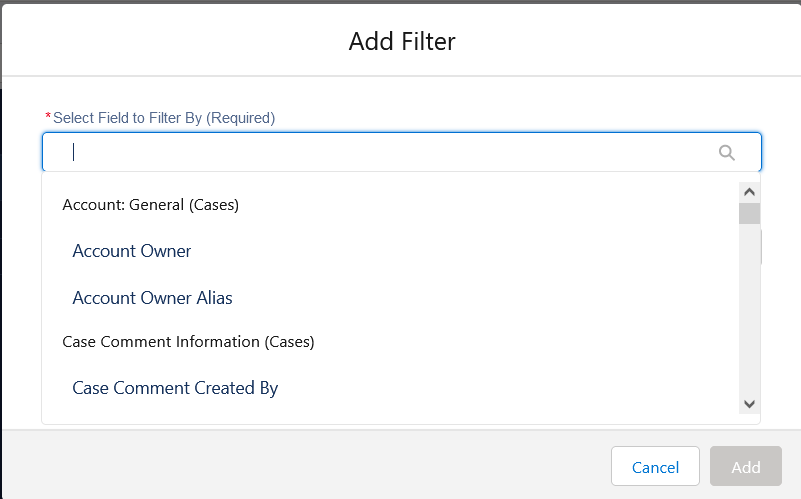 Add Filter
*Select Field to Filter By (Required)
Account: General (Cases)
Account Owner
Account Owner Alias
Case Comment Information (Cases)
Case Comment Created By
Cancel
Add